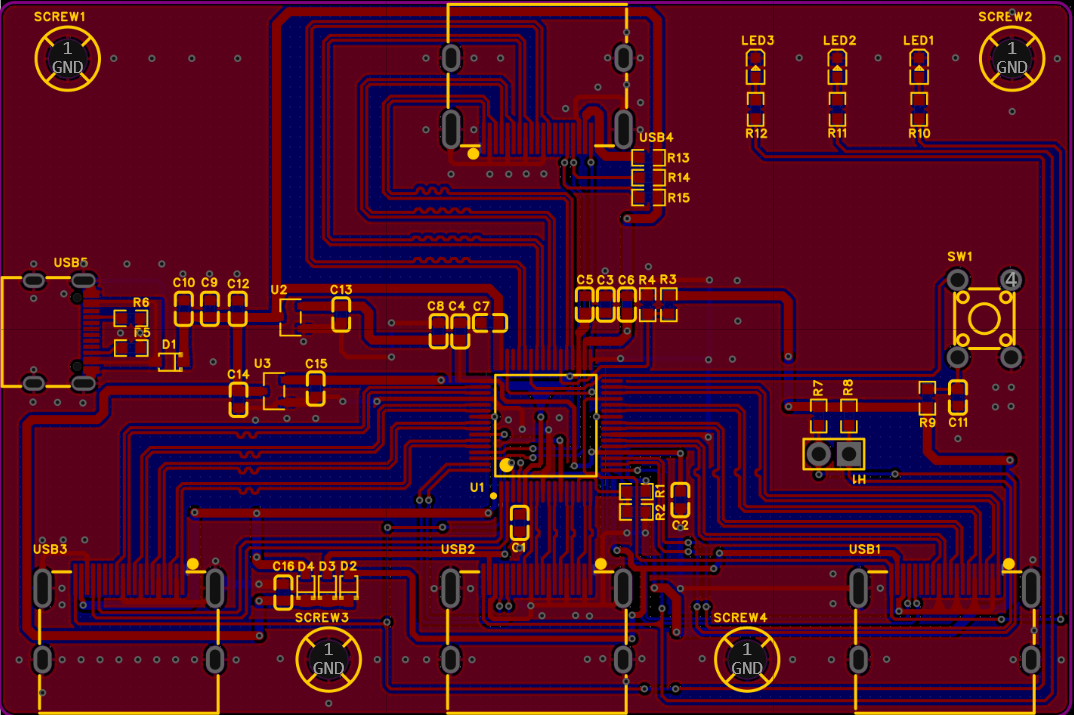 SCREW1
1
GND
SCREW2
1
GND
LED3
LED2
LED1
R12
R11
R10
USB4
R13
R14
R15
USB5
C10
C9
C12
U2
C13
C8
C4
C7
C5
C3
C6
R4
R3
SW1
4
R6
D1
U3
C14
C15
R7
R8
R9
C11
H1
U1
R1
R2
C2
C1
USB3
USB2
USB1
C16
D4
D3
D2
SCREW3
1
GND
SCREW4
1
GND